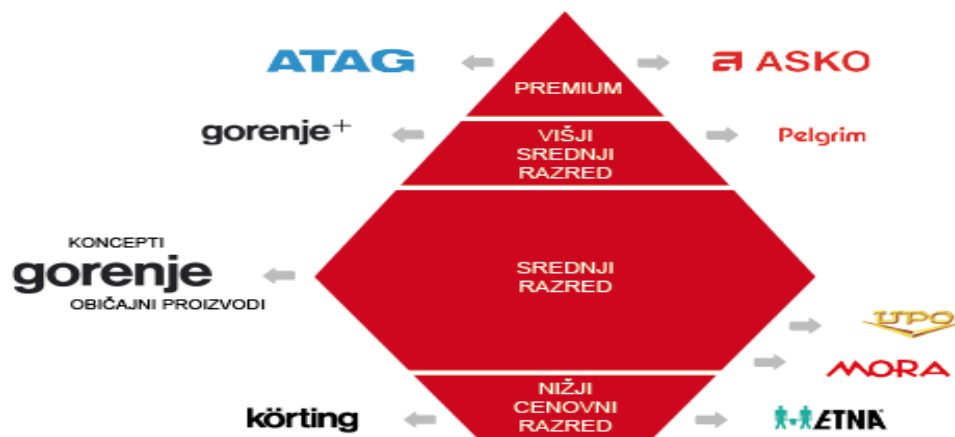 ATAG
PREMIUM
ASKO
gorenje+
VIŠJI
SREDNJI
RAZRED
Pelgrim
KONCEPTI
gorenje
OBIČAJNI PROIZVODI
SREDNJI
RAZRED
UPO
MORA
körting
NIŽJI
CENOVNI
RAZRED
ETNA